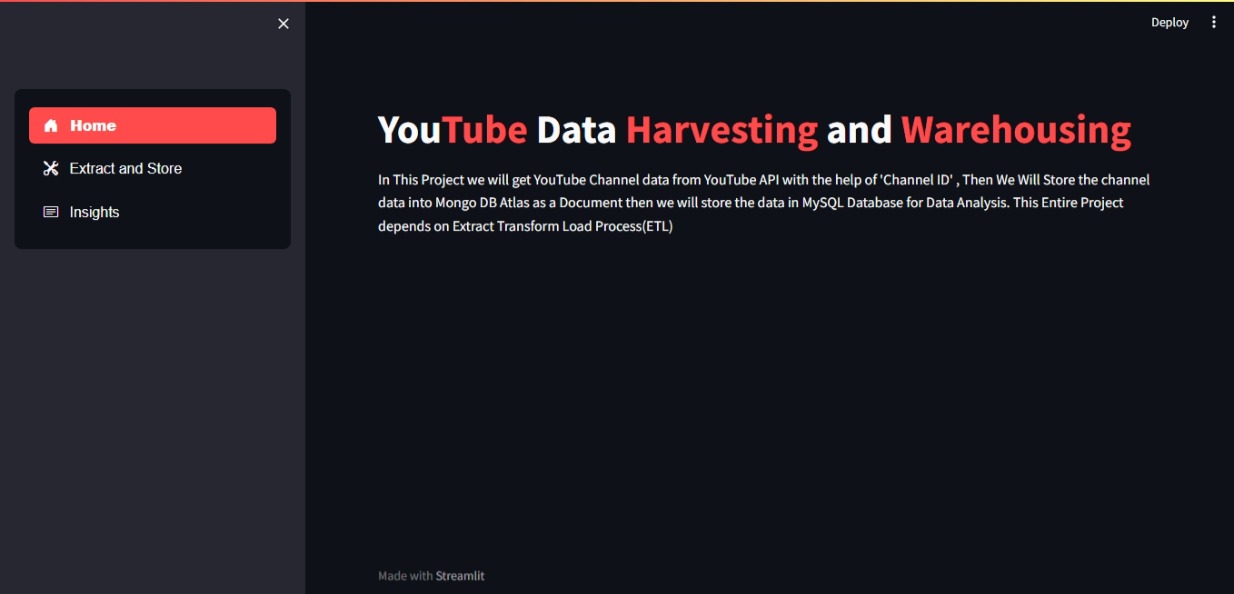 Deploy
Home
Extract and Store
Insights
YouTube Data Harvesting and Warehousing
In This Project we will get YouTube Channel data from YouTube API with the help of 'Channel ID' , Then We Will Store the channel
data into Mongo DB Atlas as a Document then we will store the data in MySQL Database for Data Analysis. This Entire Project
depends on Extract Transform Load Process(ETL)
Made with Streamlit